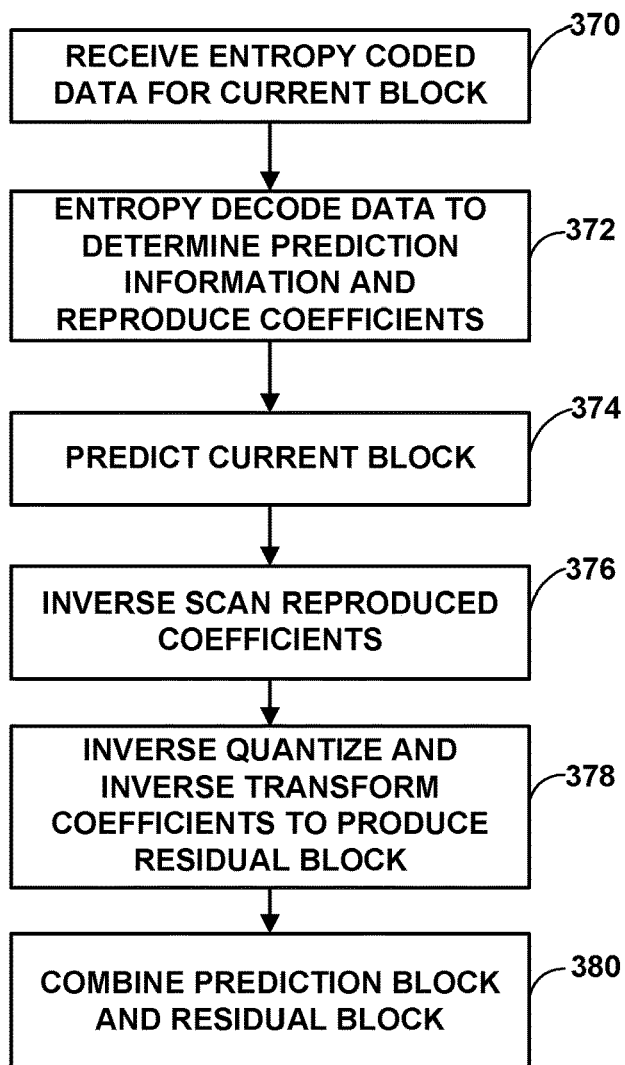 370
RECEIVE ENTROPY CODED
DATA FOR CURRENT BLOCK
ENTROPY DECODE DATA TO
DETERMINE PREDICTION
INFORMATION AND
REPRODUCE COEFFICIENTS
372
374
PREDICT CURRENT BLOCK
376
INVERSE SCAN REPRODUCED
COEFFICIENTS
INVERSE QUANTIZE AND
INVERSE TRANSFORM
COEFFICIENTS TO PRODUCE
RESIDUAL BLOCK
378
COMBINE PREDICTION BLOCK
AND RESIDUAL BLOCK
380